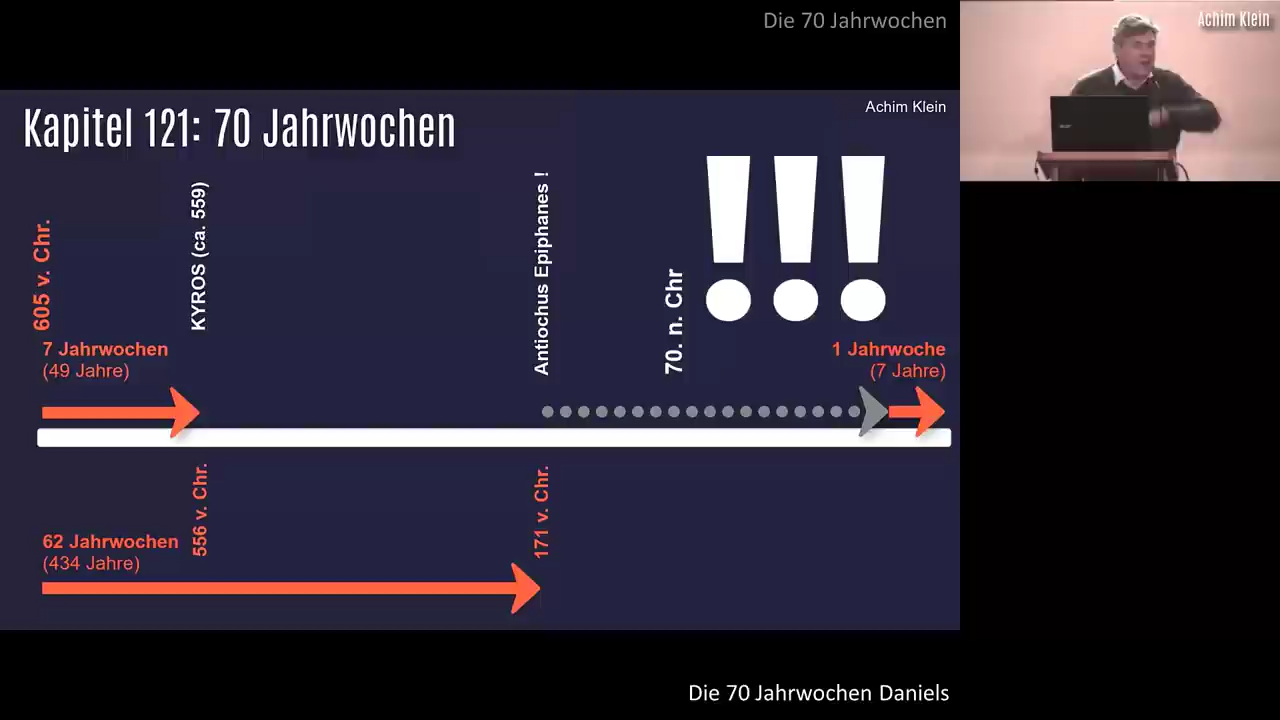 Die 70 Jahrwochen
Achim Klein
Achim Klein
Kapitel 121: 70 Jahrwochen
605 v. Chr.
KYROS (ca. 559)
Antiochus Epiphanes !
70. n. Chr
!!!
7 Jahrwochen
(49 Jahre)
1 Jahrwoche
(7 Jahre)
556 v. Chr.
171 v. Chr.
62 Jahrwochen
(434 Jahre)
Die 70 Jahrwochen Daniels